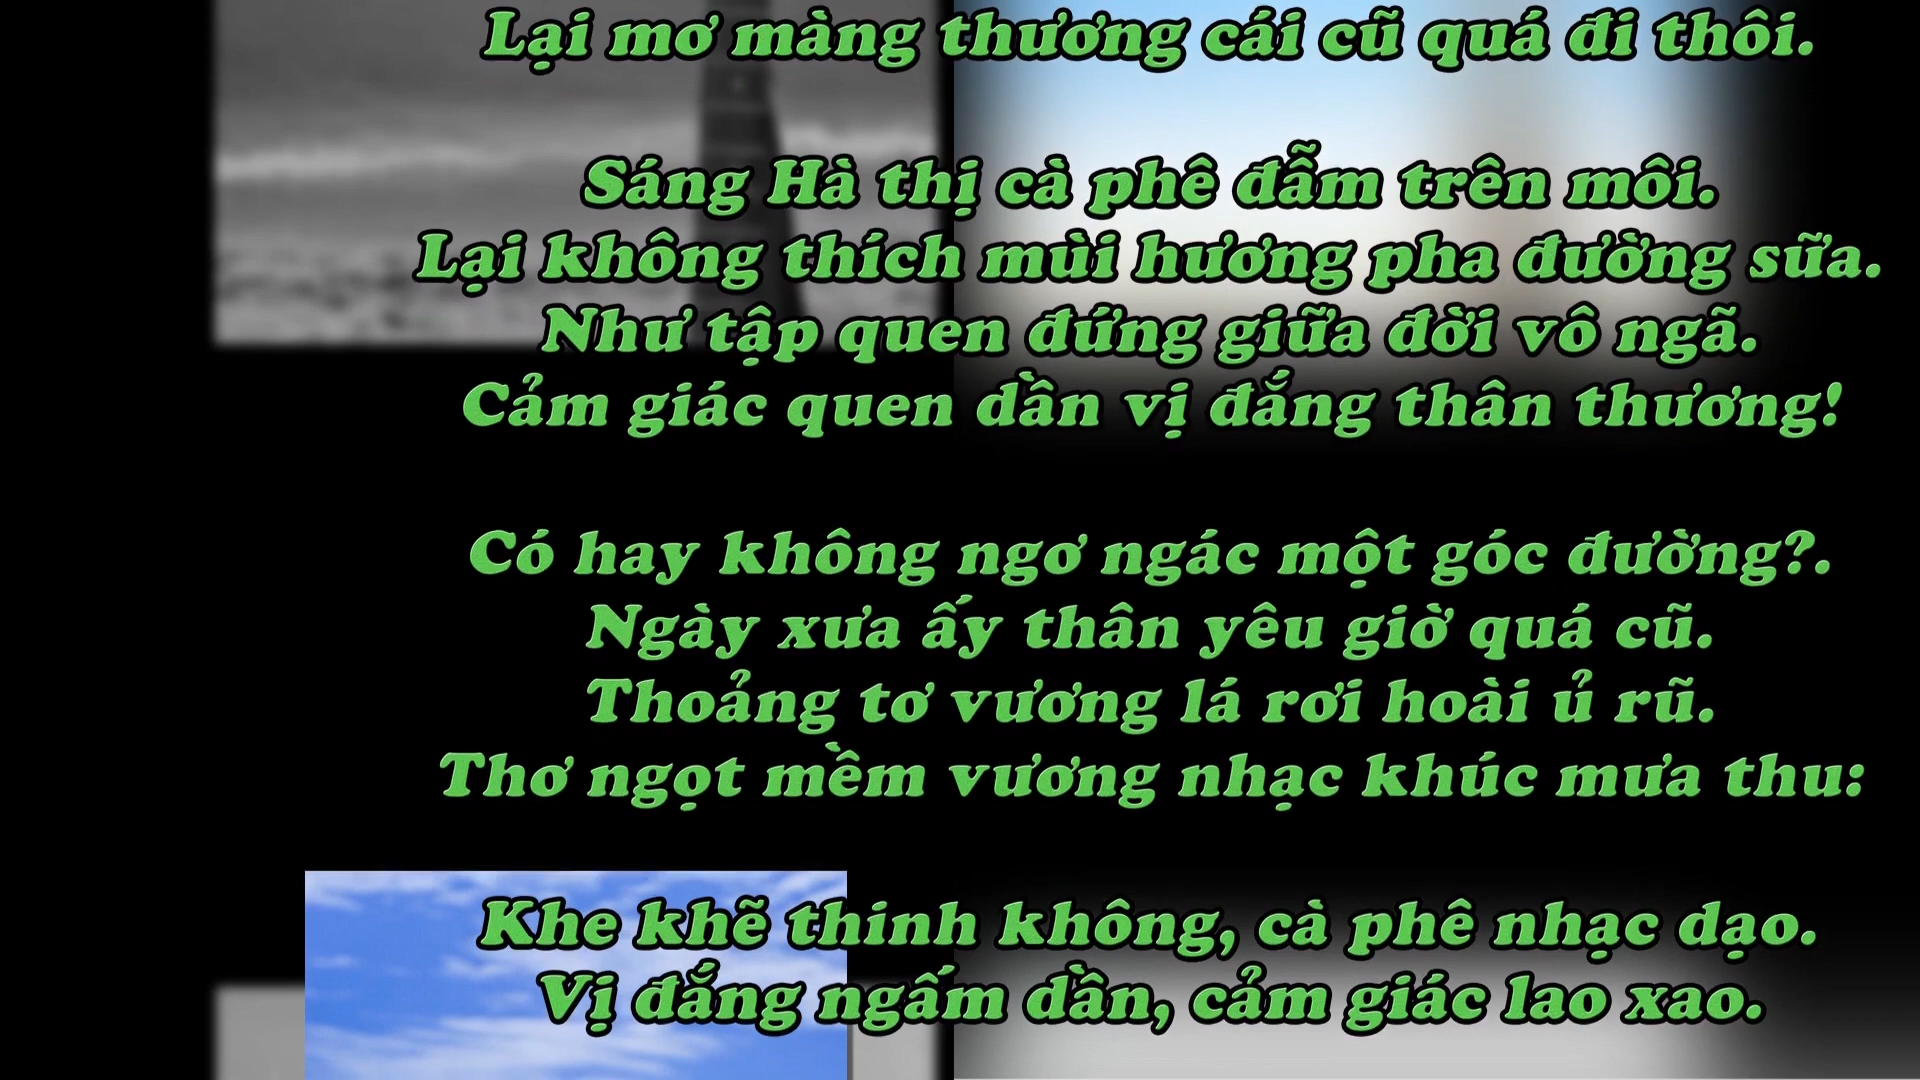 Lại mơ màng thương cái cũ quá đi thôi.
Sáng Hà thị cà phê đẫm trên môi.
Lại không thích mùi hương pha đường sữa.
Như tập quen đứng giữa đời vô ngã.
Cảm giác quen dần vị đắng thân thương!
Có hay không ngơ ngác một góc đường?.
Ngày xưa ấy thân yêu giờ quá cũ.
Thoảng tơ vương lá rơi hoài ủ rũ.
Thơ ngọt mềm vương nhạc khúc mưa thu:
Khe khẽ thinh không, cà phê nhạc dạo.
Vị đắng ngấm dần, cảm giác lao xao.